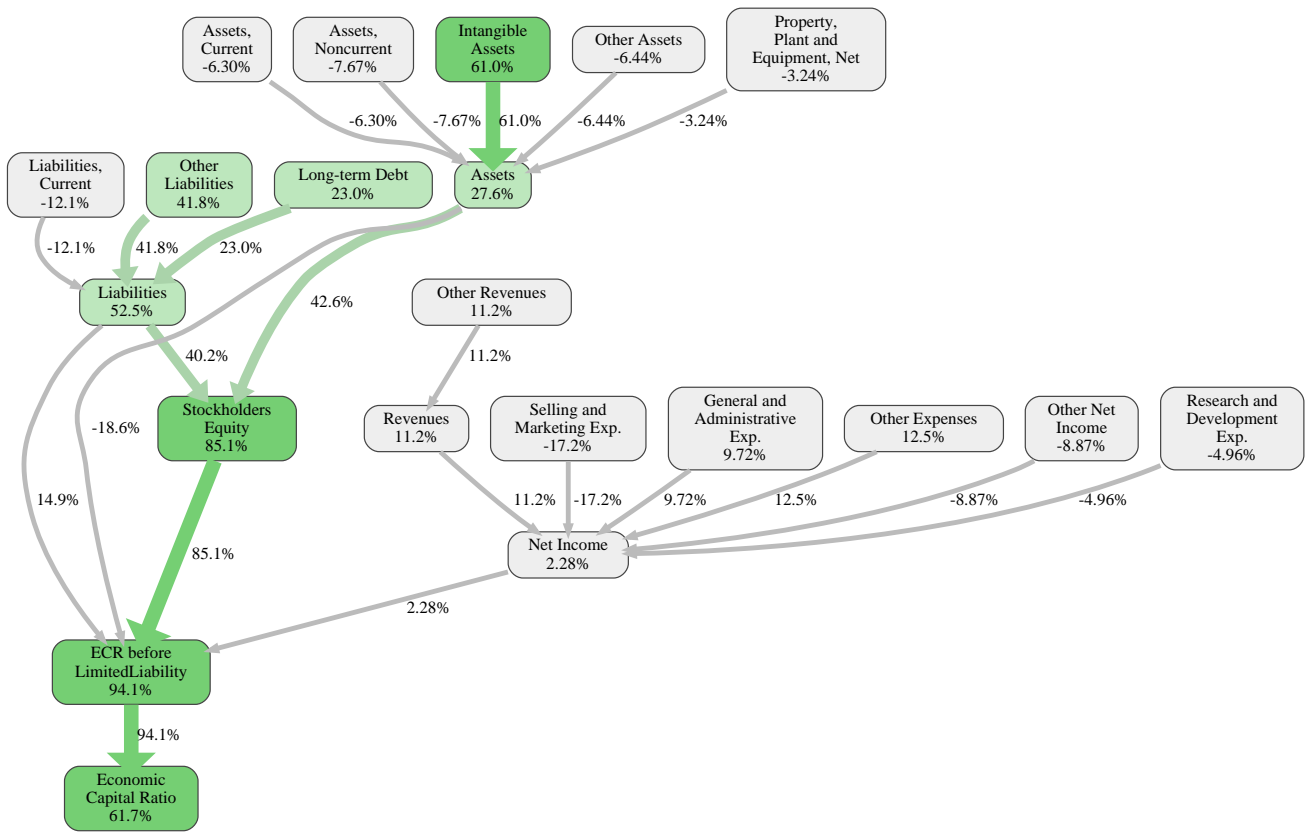 Assets,
Current
-6.30%
Assets,
Noncurrent
-7.67%
Intangible
Assets
61.0%
Other Assets
-6.44%
Property,
Plant and
Equipment, Net
-3.24%
-6.30%
-7.67%
61.0%
-6.44%
-3.24%
Liabilities,
Current
-12.1%
Other
Liabilities
41.8%
Long-term Debt
23.0%
Assets
27.6%
-12.1%
41.8%
23.0%
Liabilities
52.5%
42.6%
Other Revenues
11.2%
40.2%
11.2%
Stockholders
Equity
85.1%
-18.6%
Revenues
11.2%
Selling and
Marketing Exp.
-17.2%
General and
Administrative
Exp.
9.72%
Other Expenses
12.5%
Other Net
Income
-8.87%
Research and
Development
Exp.
-4.96%
14.9%
11.2%
-17.2%
9.72%
12.5%
-8.87%
-4.96%
85.1%
Net Income
2.28%
2.28%
ECR before
LimitedLiability
94.1%
94.1%
Economic
Capital Ratio
61.7%